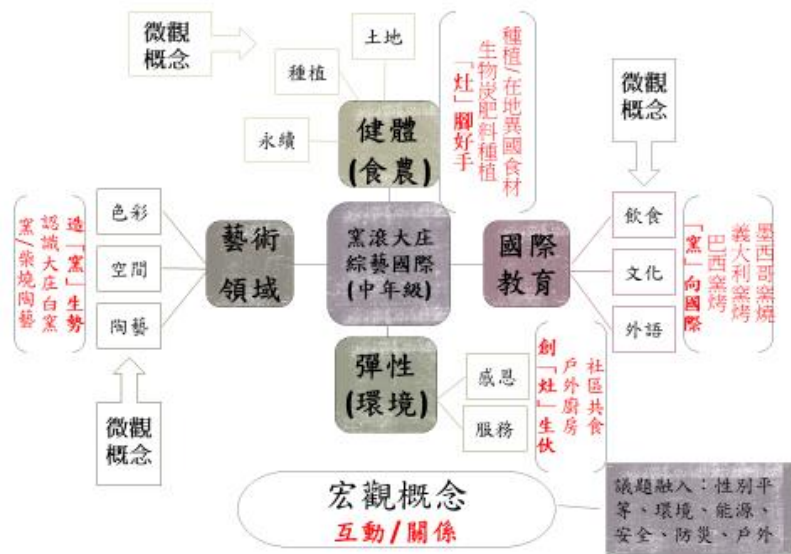 微觀
概念
土地
種植
永續
健體
(食農)
種植/在地異國食材
生物炭肥料種植
「灶」腳好手
微觀
概念
色彩
空間
陶藝
造「窯」生勢
認識大庄白窯
窯/柴燒陶藝
藝術
領域
窯滾大庄
綜藝國際
(中年級)
國際
教育
飲食
文化
外語
墨西哥窯燒
義大利窯烤
巴西窯烤
「窯」向國際
彈性
(環境)
感恩
服務
社區共食
戶外廚房
創「灶」生伙
微觀
概念
宏觀概念
互動/關係
議題融入：性別平
等、環境、能源、
安全、防災、戶外